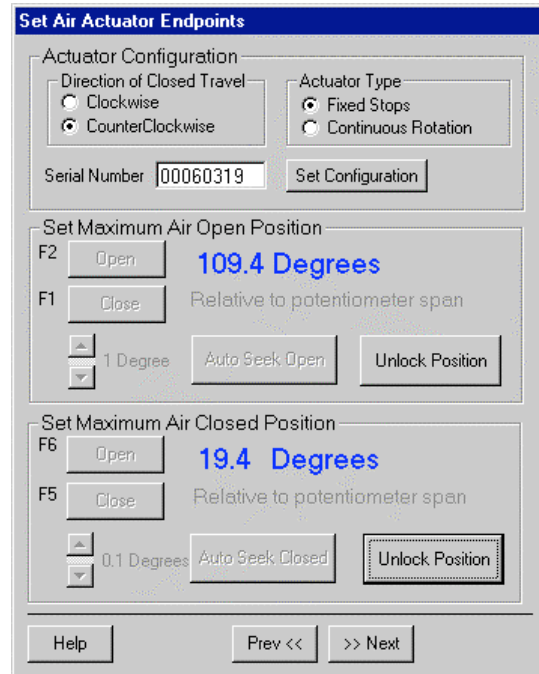 Set Air Actuator Endpoints
Actuator Configuration
Direction of Closed Travel
Clockwise
CounterClockwise
Actuator Type
Fixed Stops
Continuous Rotation
Serial Number 00060319 Set Configuration
Set Maximum Air Open Position
F2 Open 109.4 Degrees
F1 Close Relative to potentiometer span
1 Degree Auto Seek Open Unlock Position
Set Maximum Air Closed Position
F6 Open 19.4 Degrees
F5 Close Relative to potentiometer span
0.1 Degrees Auto Seek Closed Unlock Position
Help Prev << >> Next